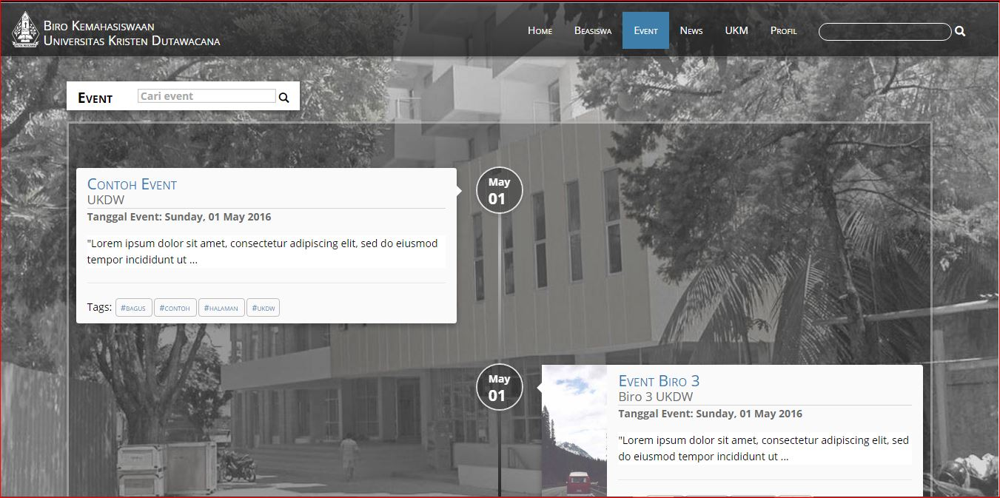 Biro Kemahasiswaan
Universitas Kristen Dutawacana
Home Beasiswa Event News UKM Profil
Event Cari event
Contoh Event
UKDW
Tanggal Event: Sunday, 01 May 2016
"Lorem ipsum dolor sit amet, consectetur adipiscing elit, sed do eiusmod
tempor incididunt ut ...
Tags: #bagus #contoh #halaman #ukdw
May
01
May
01
Event Biro 3
Biro 3 UKDW
Tanggal Event: Sunday, 01 May 2016
"Lorem ipsum dolor sit amet, consectetur adipiscing elit, sed
do eiusmod tempor incididunt ut ...